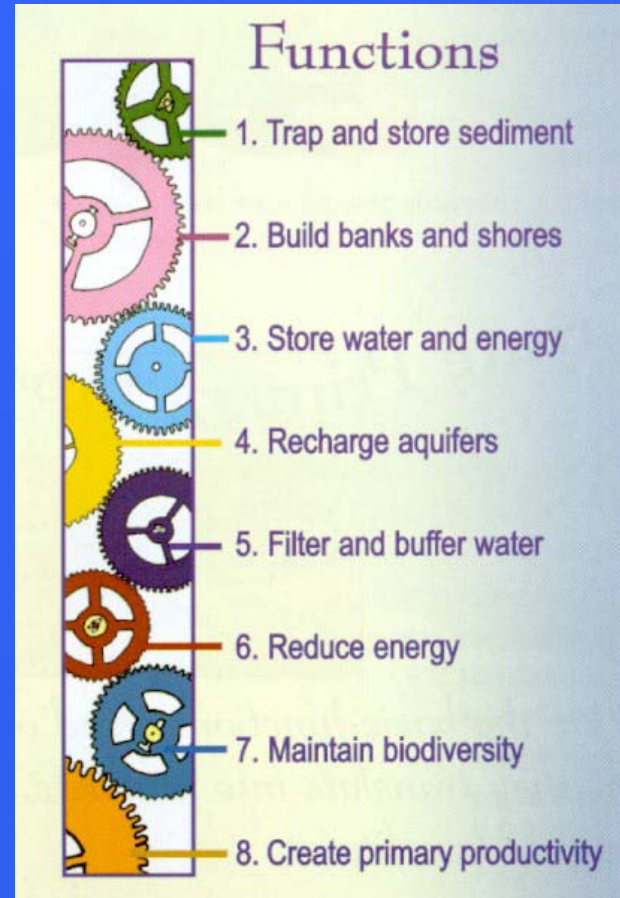 Functions
1. Trap and store sediment
2. Build banks and shores
3. Store water and energy
4. Recharge aquifers
5. Filter and buffer water
6. Reduce energy
7. Maintain biodiversity
8. Create primary productivity